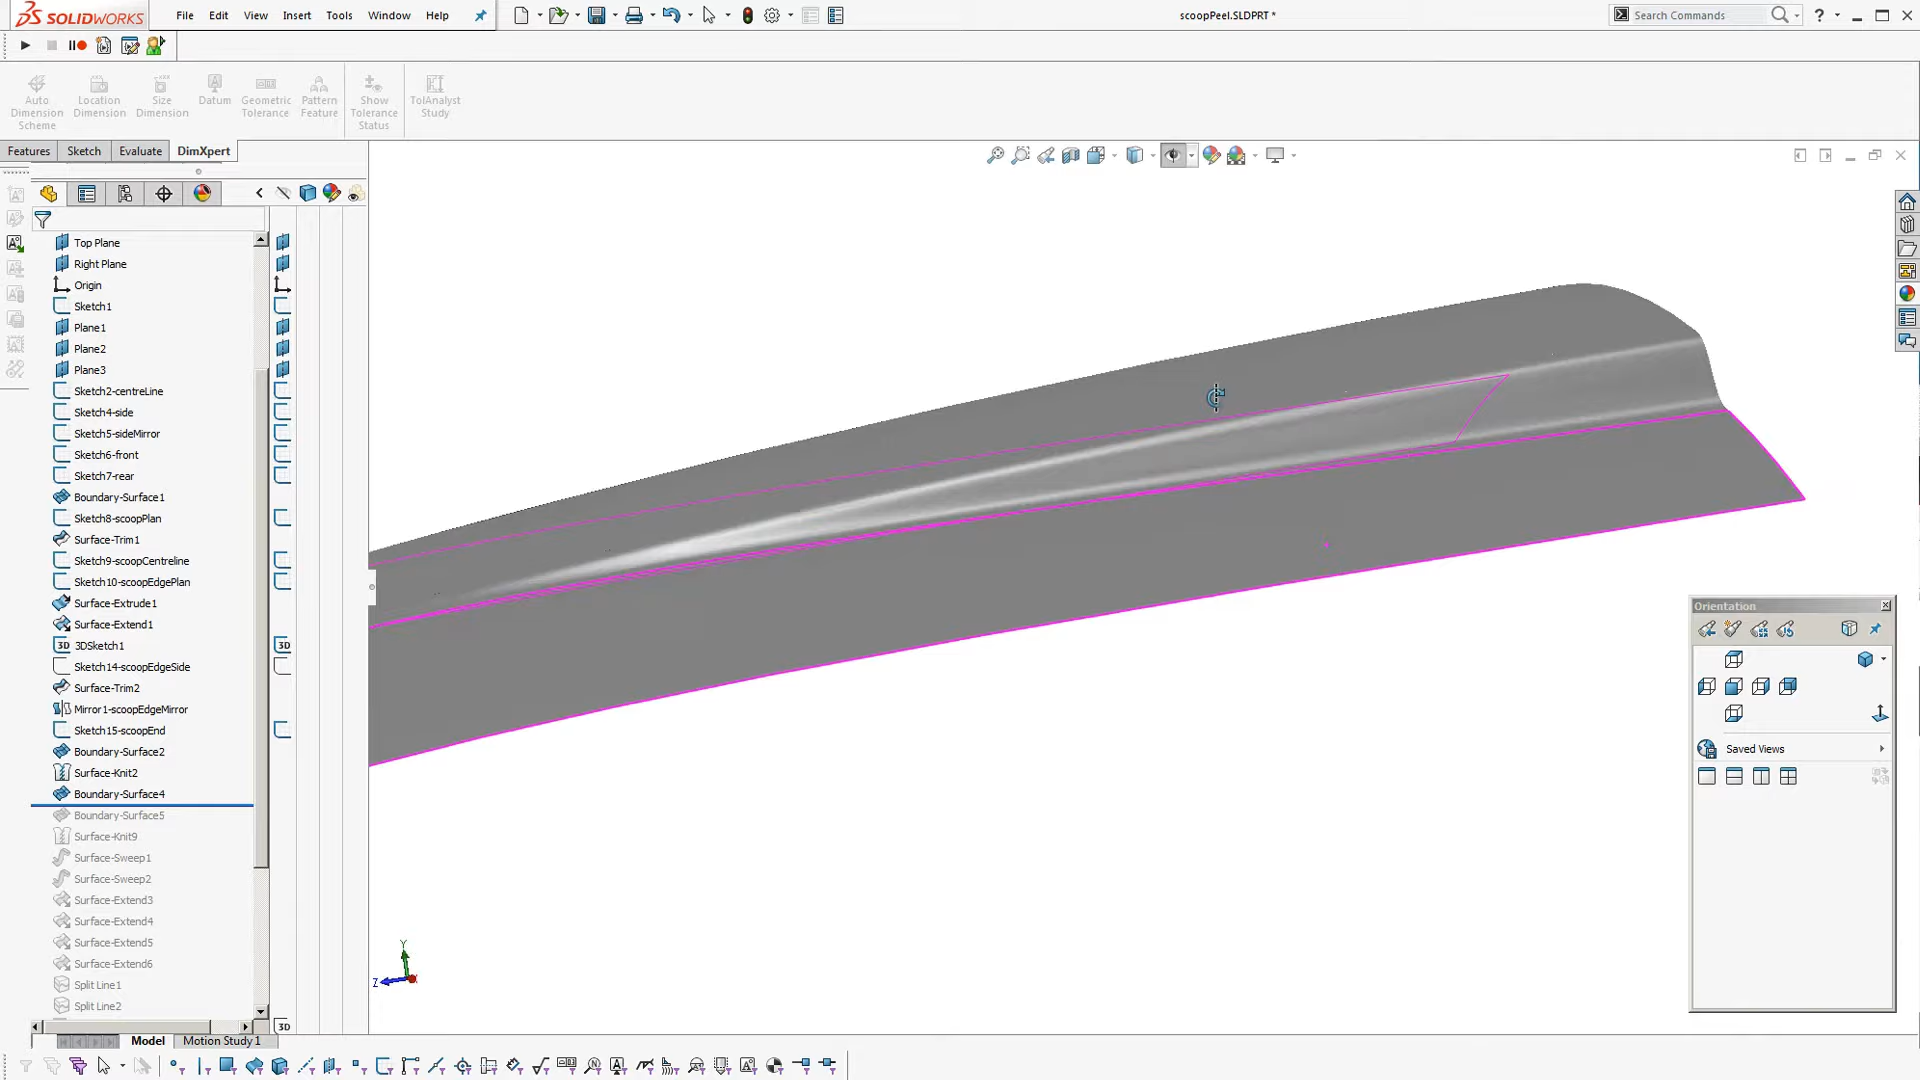 SOLIDWORKS
File Edit View Insert Tools Window Help
scoopPeel.SLDPRT *
Search Commands
?
Auto Dimension Scheme
Location Dimension
Size Dimension
Datum
Geometric Tolerance
Pattern Feature
Show Tolerance Status
TolAnalyst Study
Features Sketch Evaluate DimXpert
Top Plane
Right Plane
Origin
Sketch1
Plane1
Plane2
Plane3
Sketch2-centreLine
Sketch4-side
Sketch5-sideMirror
Sketch6-front
Sketch7-rear
Boundary-Surface1
Sketch8-scoopPlan
Surface-Trim1
Sketch9-scoopCentreline
Sketch10-scoopEdgePlan
Surface-Extrude1
Surface-Extend1
3D 3DSketch1 3D
Sketch14-scoopEdgeSide
Surface-Trim2
Mirror1-scoopEdgeMirror
Sketch15-scoopEnd
Boundary-Surface2
Surface-Knit2
Boundary-Surface4
Boundary-Surface5
Surface-Knit9
Surface-Sweep1
Surface-Sweep2
Surface-Extend3
Surface-Extend4
Surface-Extend5
Surface-Extend6
Split Line1
Split Line2
3D
Orientation
Saved Views
Y
Z
Model Motion Study 1